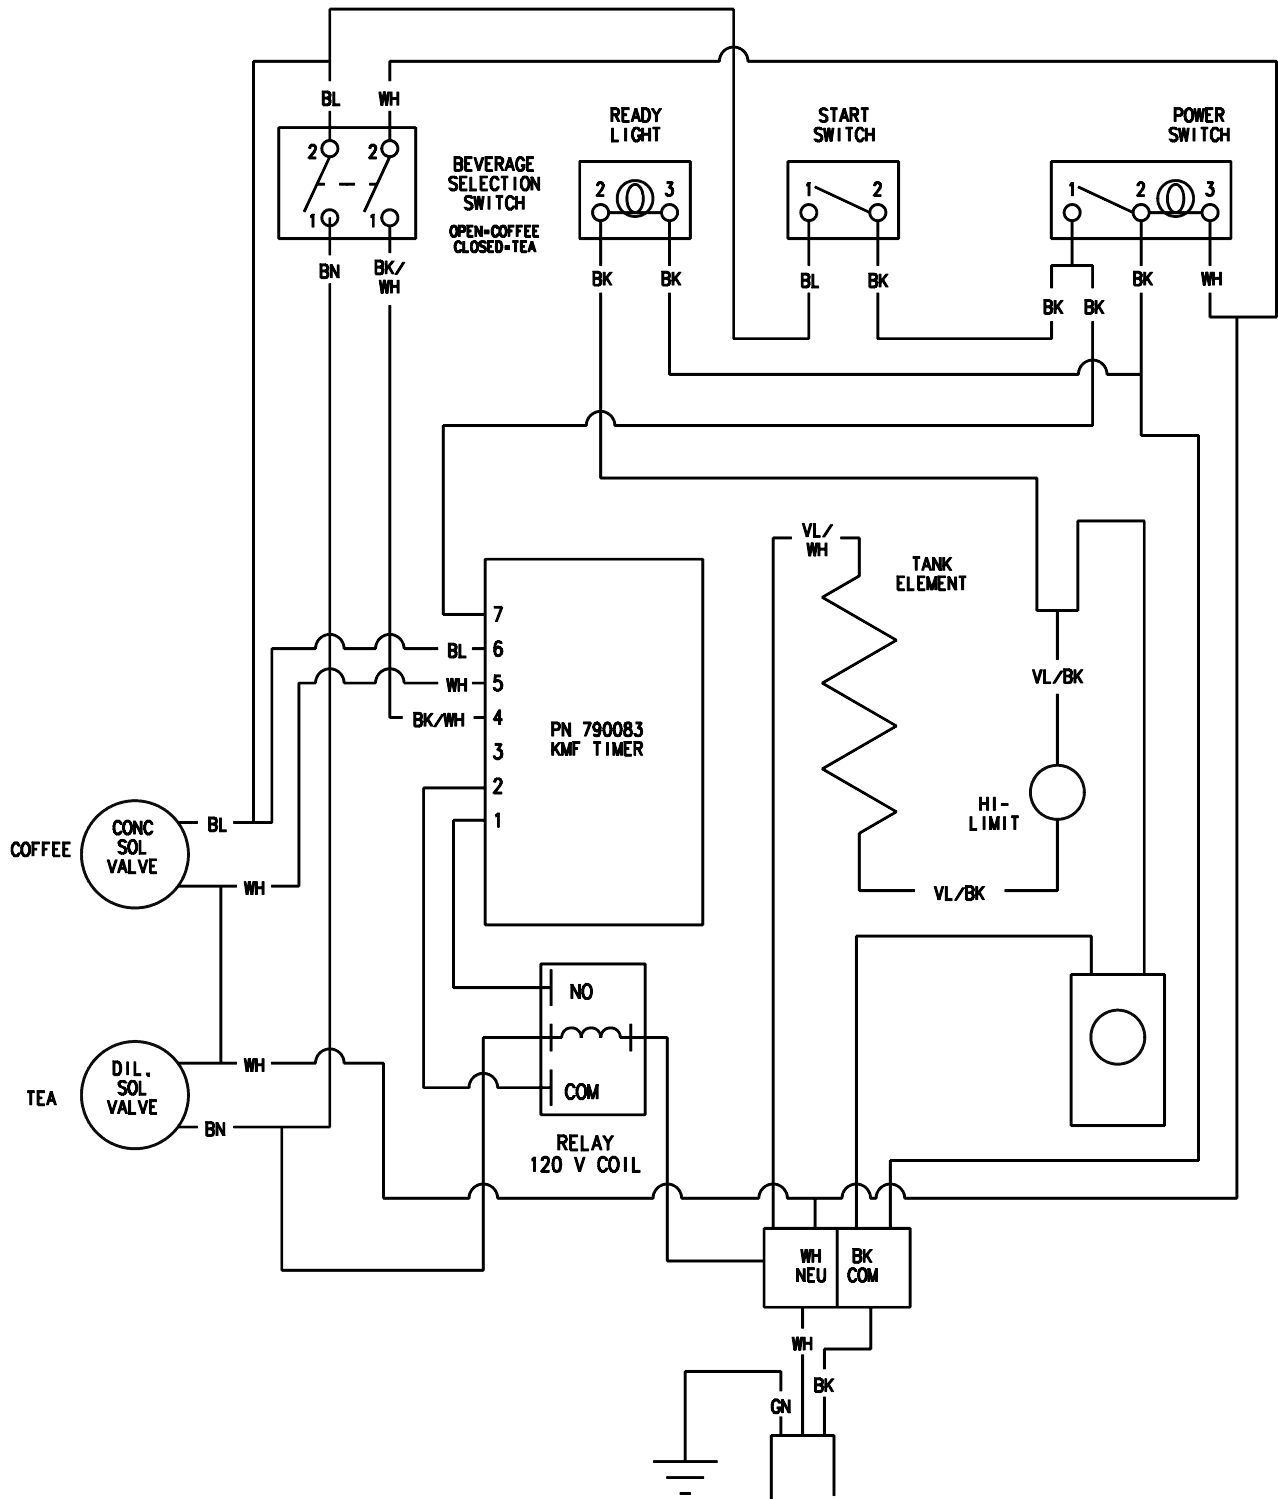 BL WH
READY
LIGHT
START
SWITCH
POWER
SWITCH
2 2
1 1
BEVERAGE
SELECTION
SWITCH
OPEN=COFFEE
CLOSED=TEA
2 3
1 2
1 2 3
BN
BK/
WH
BK BK
BL BK
BK BK
BK WH
VL/
WH
TANK
ELEMENT
7
BL 6
WH 5
BK/WH 4
3
2
1
PN 790083
KMF TIMER
VL/BK
HI-
LIMIT
VL/BK
COFFEE
CONC
SOL
VALVE
BL
WH
TEA
DIL.
SOL
VALVE
WH
BN
NO
COM
RELAY
120 V COIL
WH
NEU
BK
COM
WH
BK
GN